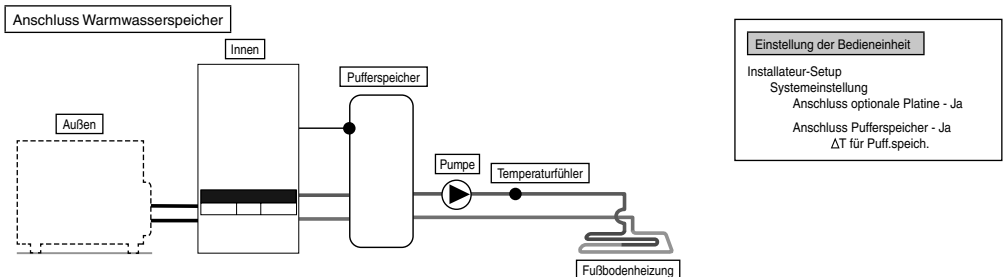 Anschluss Warmwasserspeicher
Innen
Pufferspeicher
Außen
Pumpe
Temperaturfühler
Fußbodenheizung
Einstellung der Bedieneinheit
Installateur-Setup
Systemeinstellung
Anschluss optionale Platine - Ja
Anschluss Pufferspeicher - Ja
ΔT für Puff.speich.